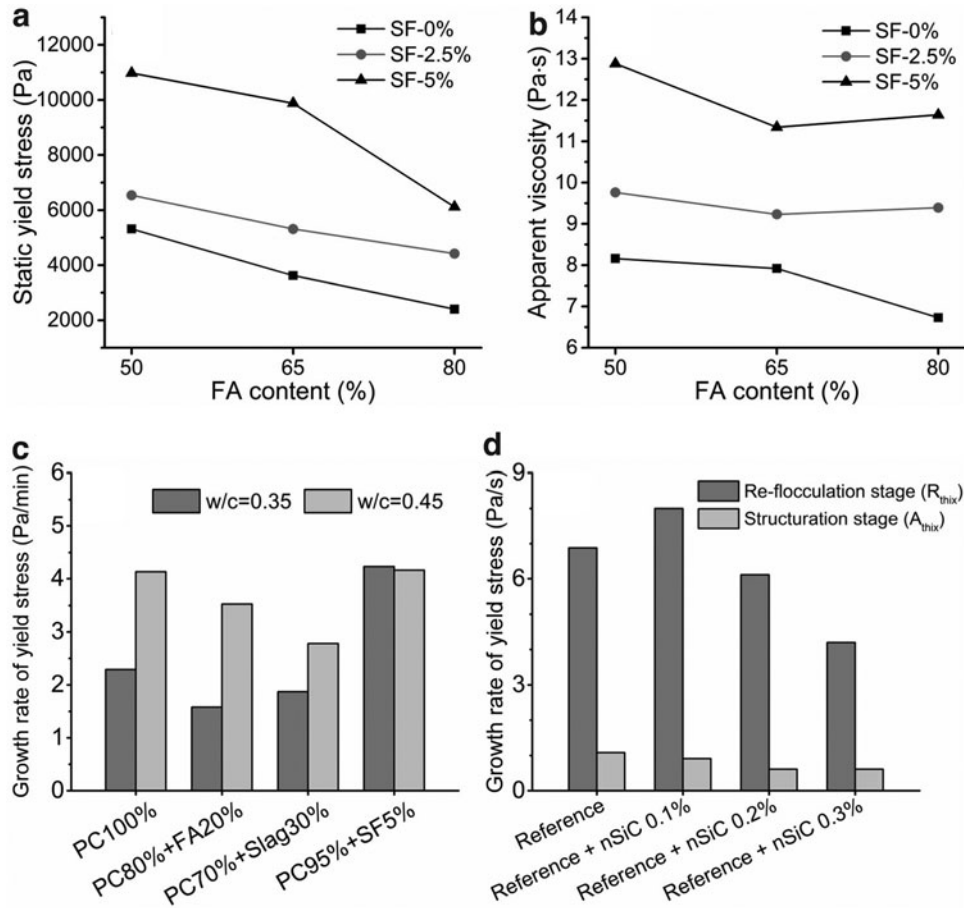 a
Static yield stress (Pa)
12000
10000
8000
6000
4000
2000
SF-0%
SF-2.5%
SF-5%
50
65
80
FA content (%)
b
Apparent viscosity (Pa·s)
14
13
12
11
10
9
8
7
6
SF-0%
SF-2.5%
SF-5%
50
65
80
FA content (%)
c
Growth rate of yield stress (Pa/min)
6
5
4
3
2
1
0
w/c=0.35
w/c=0.45
PC100%
PC80%+FA20%
PC70%+Slag30%
PC95%+SF5%
d
Growth rate of yield stress (Pa/s)
9
6
3
0
Re-flocculation stage (Rthix)
Structuration stage (Athix)
Reference
Reference + nSiC 0.1%
Reference + nSiC 0.2%
Reference + nSiC 0.3%